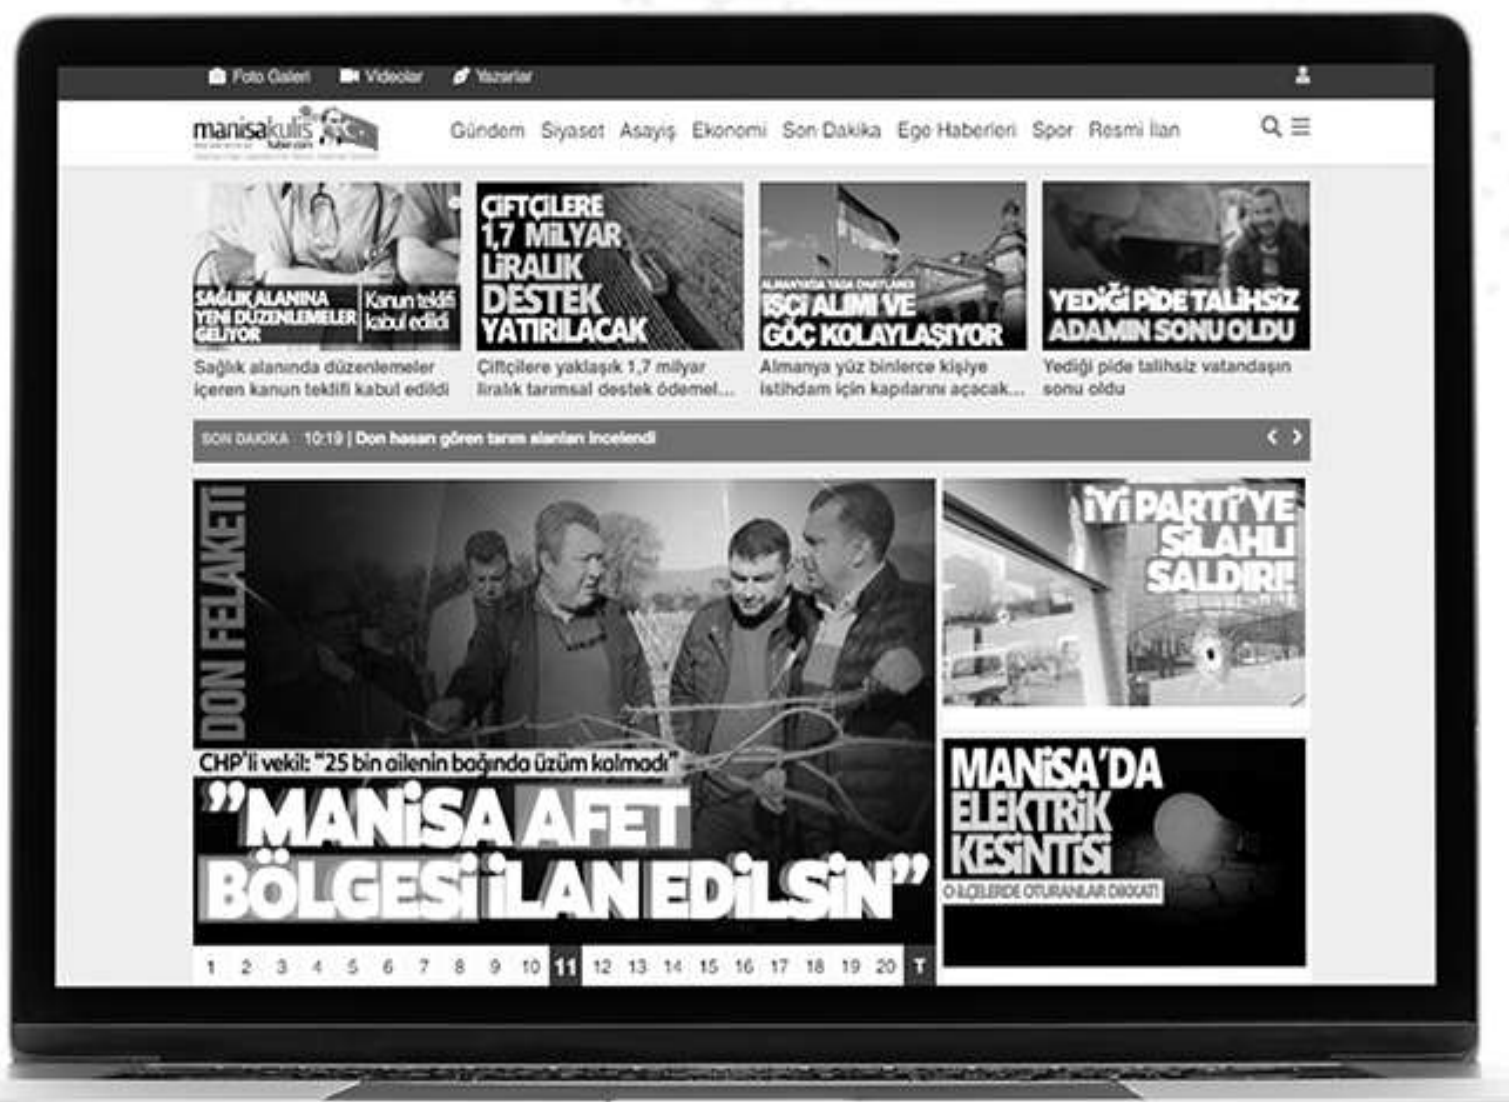 Foto Galeri Videolar Yazarlar
manisakulis
haber.com
Gündem Siyaset Asayiş Ekonomi Son Dakika Ege Haberleri Spor Resmi İlan
SAĞLIK ALANINA
YENİ DÜZENLEMELER
GELİYOR
Kanun teklifi
kabul edildi
Sağlık alanında düzenlemeler
içeren kanun teklifi kabul edildi
ÇİFTÇİLERE
1,7 MİLYAR
LİRALIK
DESTEK
YATIRILACAK
Çiftçilere yaklaşık 1,7 milyar
liralık tarımsal destek ödemel...
ALMANYA'DA YASA ONAYLANDI
İŞÇİ ALIMI VE
GÖÇ KOLAYLAŞIYOR
Almanya yüz binlerce kişiye
istihdam için kapılarını açacak...
YEDİĞİ PİDE TALİHSİZ
ADAMIN SONU OLDU
Yediği pide talihsiz vatandaşın
sonu oldu
SON DAKİKA 10:19 | Don hasarı gören tarım alanları incelendi
DON FELAKETİ
CHP'li vekil: "25 bin ailenin bağında üzüm kalmadı"
"MANİSA AFET
BÖLGESİ İLAN EDİLSİN"
1 2 3 4 5 6 7 8 9 10 11 12 13 14 15 16 17 18 19 20 T
İYİ PARTİ'YE
SİLAHLI
SALDIRI!
MANİSA'DA
ELEKTRİK
KESİNTİSİ
O İLÇELERDE OTURANLAR DİKKAT!